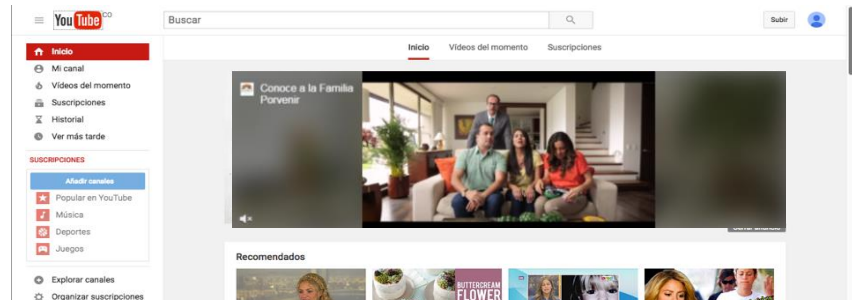 YouTube CO
Buscar
Subir
Inicio
Vídeos del momento
Suscripciones
Inicio
Mi canal
Vídeos del momento
Suscripciones
Historial
Ver más tarde
SUSCRIPCIONES
Añadir canales
Popular en YouTube
Música
Deportes
Juegos
Explorar canales
Organizar suscripciones
Conoce a la Familia
Porvenir
Recomendados
BUTTERCREAM
FLOWER